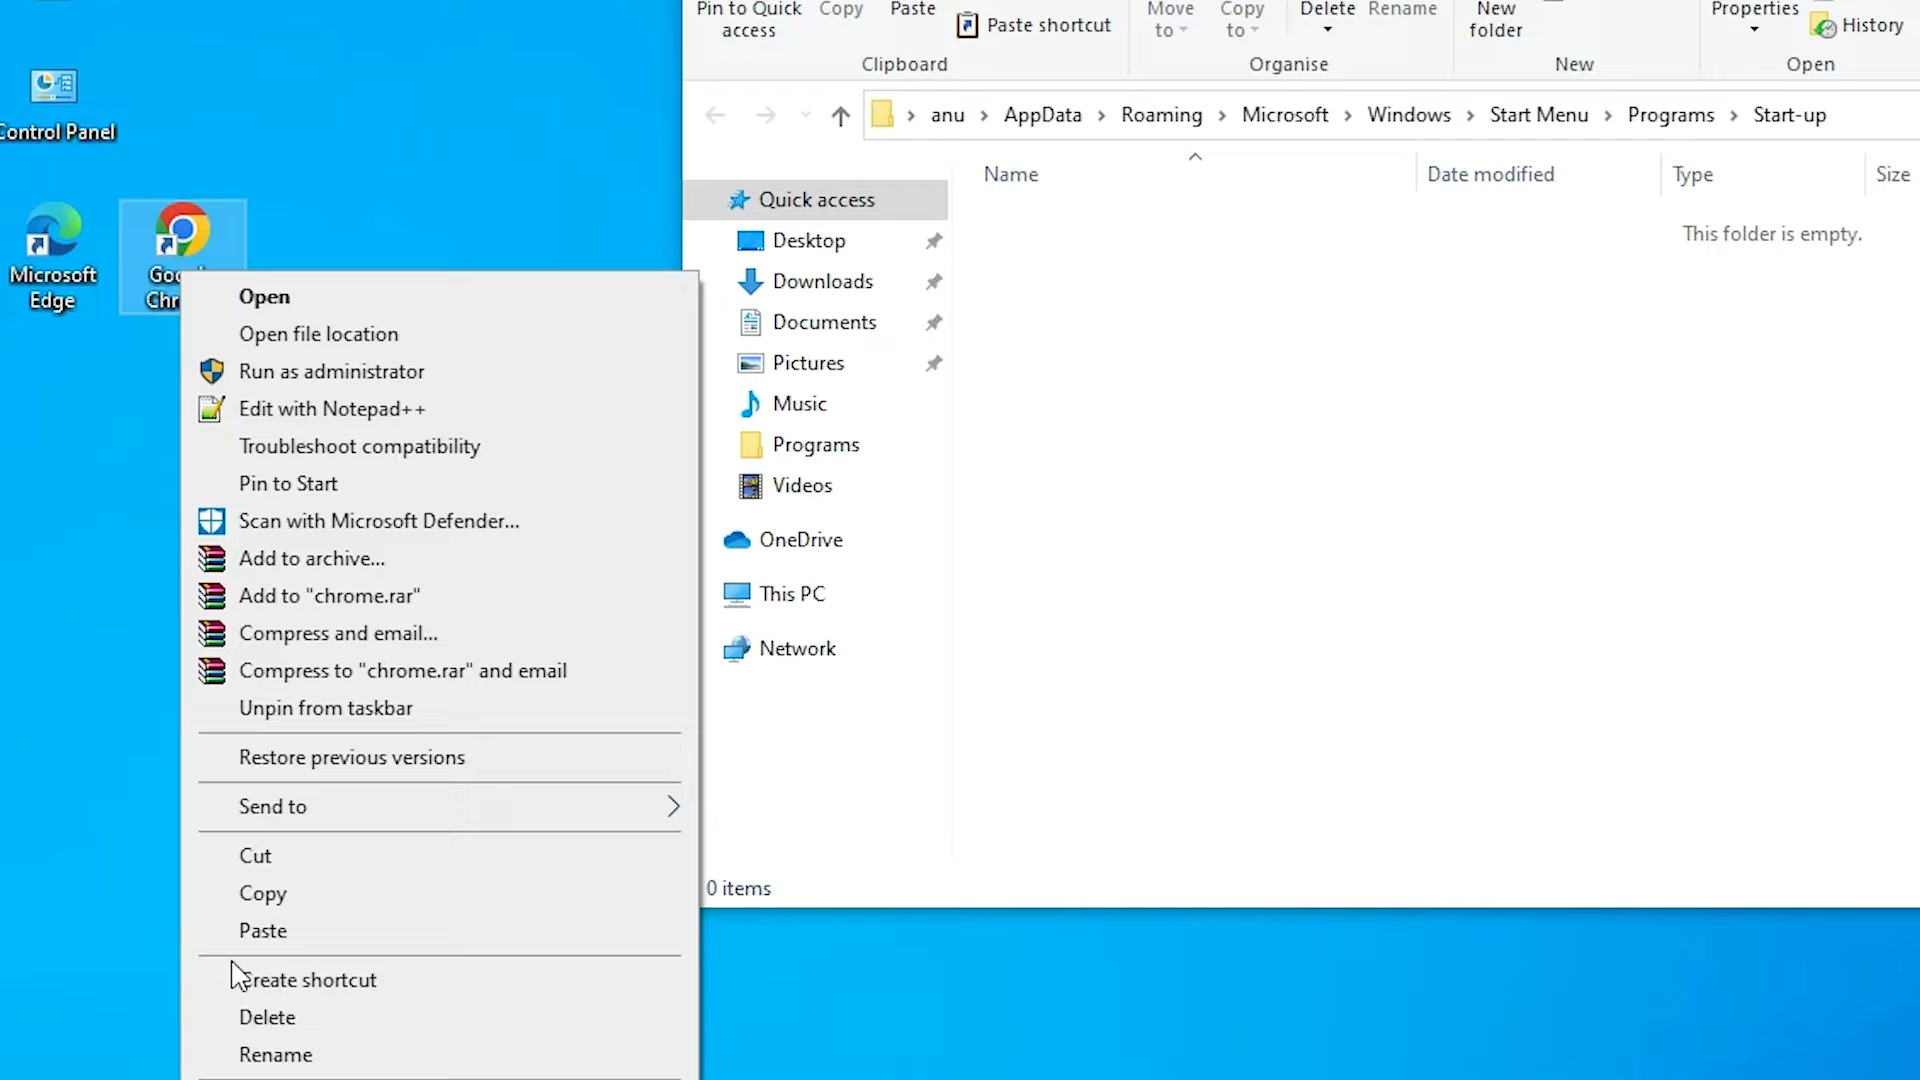 Control Panel
Microsoft
Edge
Open
Open file location
Run as administrator
Edit with Notepad++
Troubleshoot compatibility
Pin to Start
Scan with Microsoft Defender...
Add to archive...
Add to "chrome.rar"
Compress and email...
Compress to "chrome.rar" and email
Unpin from taskbar
Restore previous versions
Send to
Cut
Copy
Paste
Create shortcut
Delete
Rename
Pin to Quick
access
Copy
Paste
Paste shortcut
Clipboard
Move
to
Copy
to
Delete
Rename
Organise
New
folder
New
Properties
History
Open
anu
AppData
Roaming
Microsoft
Windows
Start Menu
Programs
Start-up
Name
Date modified
Type
Size
This folder is empty.
Quick access
Desktop
Downloads
Documents
Pictures
Music
Programs
Videos
OneDrive
This PC
Network
0 items